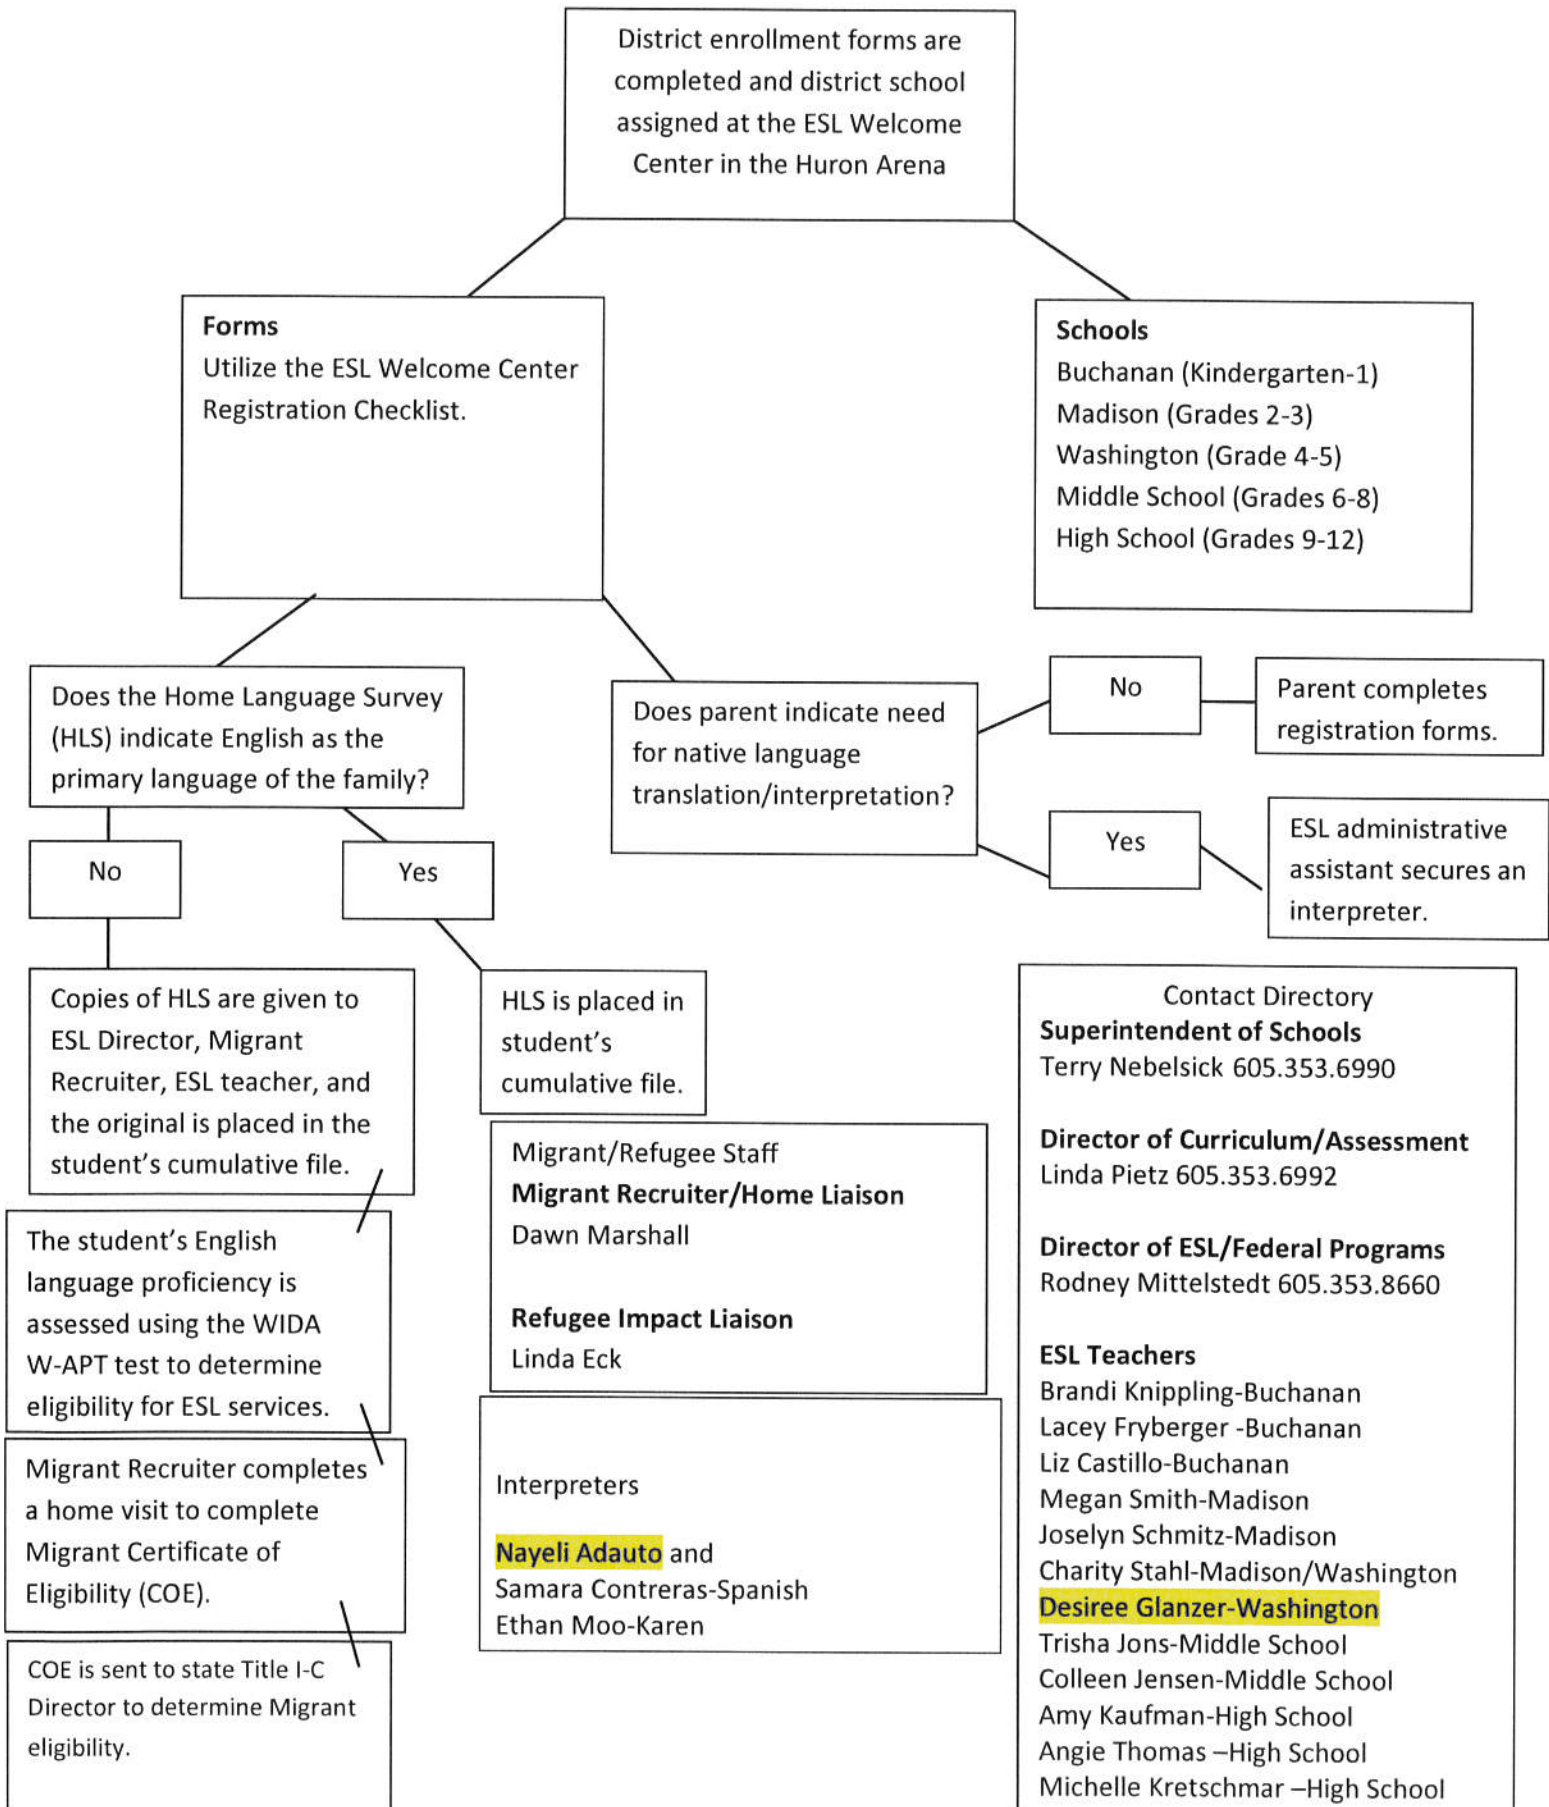 District enrollment forms are
completed and district school
assigned at the ESL Welcome
Center in the Huron Arena
Forms
Utilize the ESL Welcome Center
Registration Checklist.
Schools
Buchanan (Kindergarten-1)
Madison (Grades 2-3)
Washington (Grade 4-5)
Middle School (Grades 6-8)
High School (Grades 9-12)
Does the Home Language Survey
(HLS) indicate English as the
primary language of the family?
Does parent indicate need
for native language
translation/interpretation?
No
Parent completes
registration forms.
Yes
ESL administrative
assistant secures an
interpreter.
No
Yes
Copies of HLS are given to
ESL Director, Migrant
Recruiter, ESL teacher, and
the original is placed in the
student’s cumulative file.
HLS is placed in
student’s
cumulative file.
The student’s English
language proficiency is
assessed using the WIDA
W-APT test to determine
eligibility for ESL services.
Migrant Recruiter completes
a home visit to complete
Migrant Certificate of
Eligibility (COE).
COE is sent to state Title I-C
Director to determine Migrant
eligibility.
Migrant/Refugee Staff
Migrant Recruiter/Home Liaison
Dawn Marshall
Refugee Impact Liaison
Linda Eck
Interpreters
Nayeli Adauto and
Samara Contreras-Spanish
Ethan Moo-Karen
Contact Directory
Superintendent of Schools
Terry Nebelsick 605.353.6990
Director of Curriculum/Assessment
Linda Pietz 605.353.6992
Director of ESL/Federal Programs
Rodney Mittelstedt 605.353.8660
ESL Teachers
Brandi Knippling-Buchanan
Lacey Fryberger -Buchanan
Liz Castillo-Buchanan
Megan Smith-Madison
Joselyn Schmitz-Madison
Charity Stahl-Madison/Washington
Desiree Glanzer-Washington
Trisha Jons-Middle School
Colleen Jensen-Middle School
Amy Kaufman-High School
Angie Thomas –High School
Michelle Kretschmar –High School